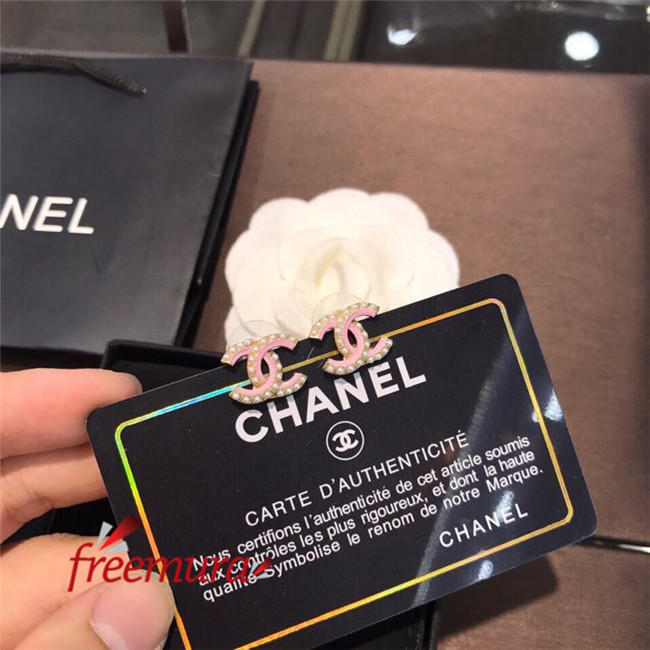 NEL
CHANEL
CARTE D'AUTHENTICITÉ
Nous certifions l'authenticité de cet article soumis
aux contrôles les plus rigoureux, et dont la haute
qualité Symbolise le renom de notre Marque.
CHANEL
freemura